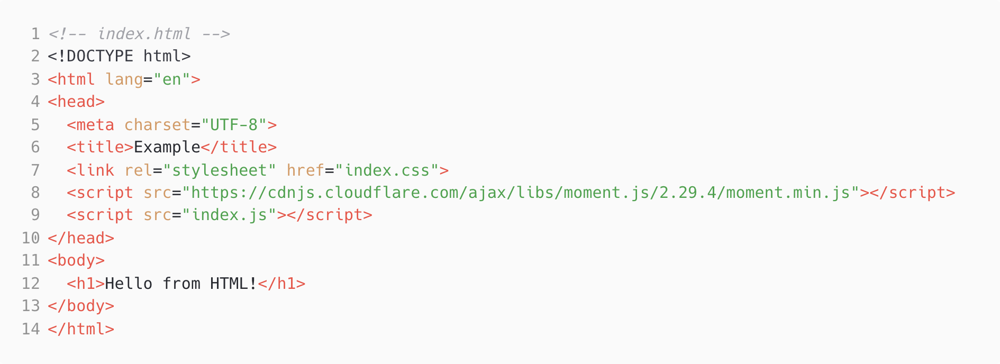 1 <!-- index.html -->
2 <!DOCTYPE html>
3 <html lang="en">
4 <head>
5   <meta charset="UTF-8">
6   <title>Example</title>
7   <link rel="stylesheet" href="index.css">
8   <script src="https://cdnjs.cloudflare.com/ajax/libs/moment.js/2.29.4/moment.min.js"></script>
9   <script src="index.js"></script>
10 </head>
11 <body>
12   <h1>Hello from HTML!</h1>
13 </body>
14 </html>